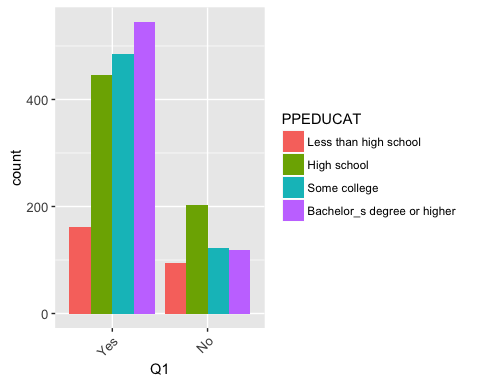 count
400
200
0
Yes
No
Q1
PPEDUCAT
Less than high school
High school
Some college
Bachelor_s degree or higher